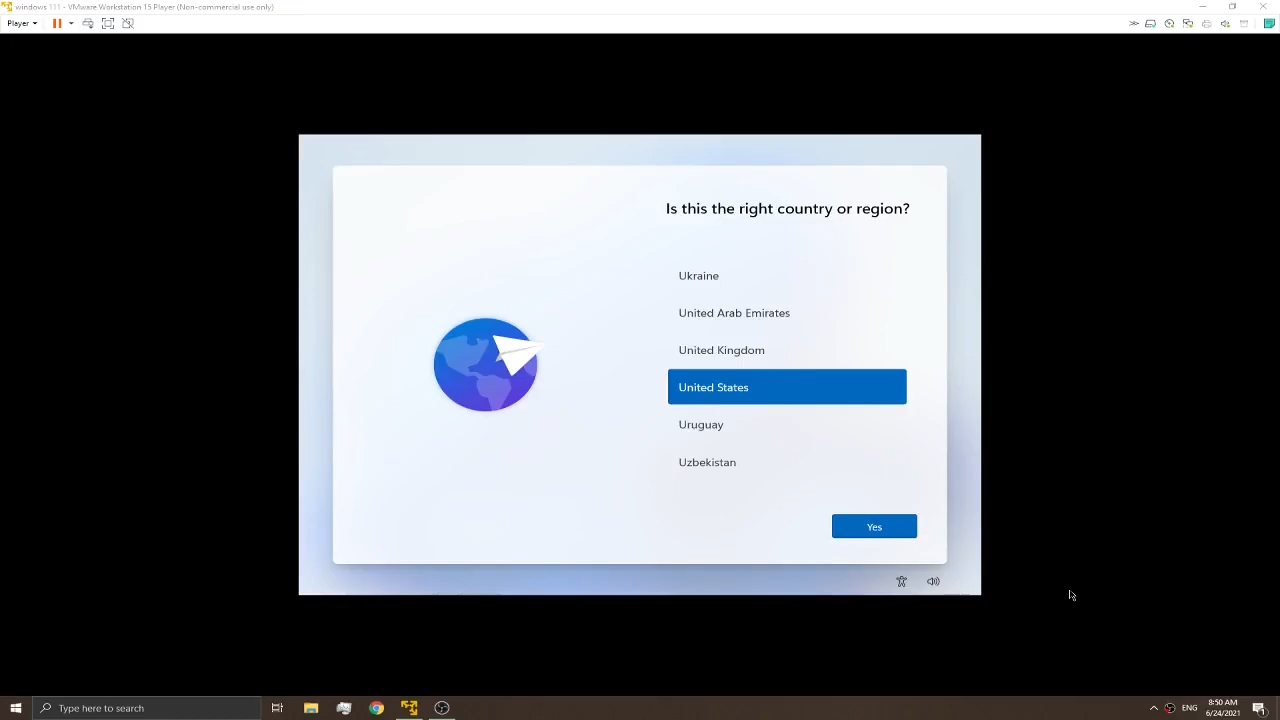 windows 111 - VMware Workstation 15 Player (Non-commercial use only)
Player
Is this the right country or region?
Ukraine
United Arab Emirates
United Kingdom
United States
Uruguay
Uzbekistan
Yes
Type here to search
ENG
8:50 AM
6/24/2021
1